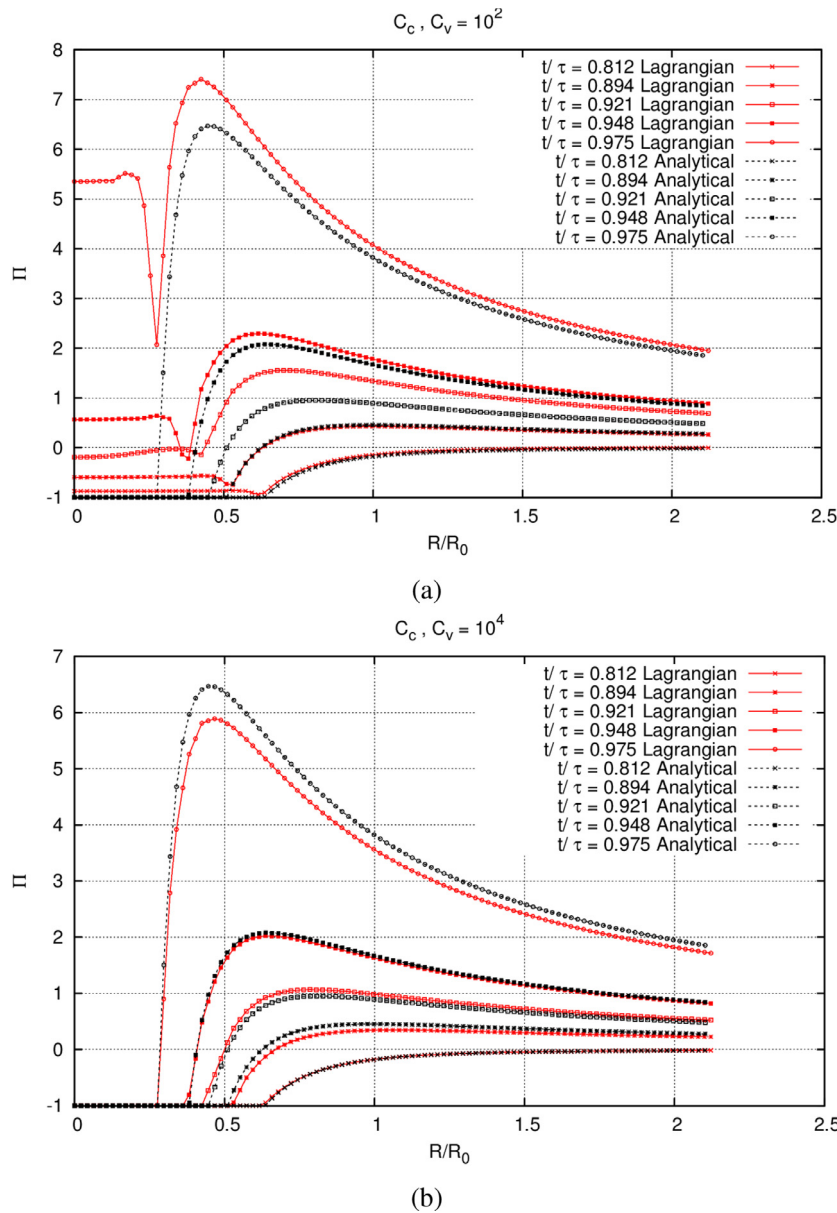 C_c , C_v = 10^2
8
7
6
5
4
3
2
1
0
-1
Π
t/ τ = 0.812 Lagrangian
t/ τ = 0.894 Lagrangian
t/ τ = 0.921 Lagrangian
t/ τ = 0.948 Lagrangian
t/ τ = 0.975 Lagrangian
t/ τ = 0.812 Analytical
t/ τ = 0.894 Analytical
t/ τ = 0.921 Analytical
t/ τ = 0.948 Analytical
t/ τ = 0.975 Analytical
0 0.5 1 1.5 2 2.5
R/R_0
(a)
C_c , C_v = 10^4
7
6
5
4
3
2
1
0
-1
Π
t/ τ = 0.812 Lagrangian
t/ τ = 0.894 Lagrangian
t/ τ = 0.921 Lagrangian
t/ τ = 0.948 Lagrangian
t/ τ = 0.975 Lagrangian
t/ τ = 0.812 Analytical
t/ τ = 0.894 Analytical
t/ τ = 0.921 Analytical
t/ τ = 0.948 Analytical
t/ τ = 0.975 Analytical
0 0.5 1 1.5 2 2.5
R/R_0
(b)